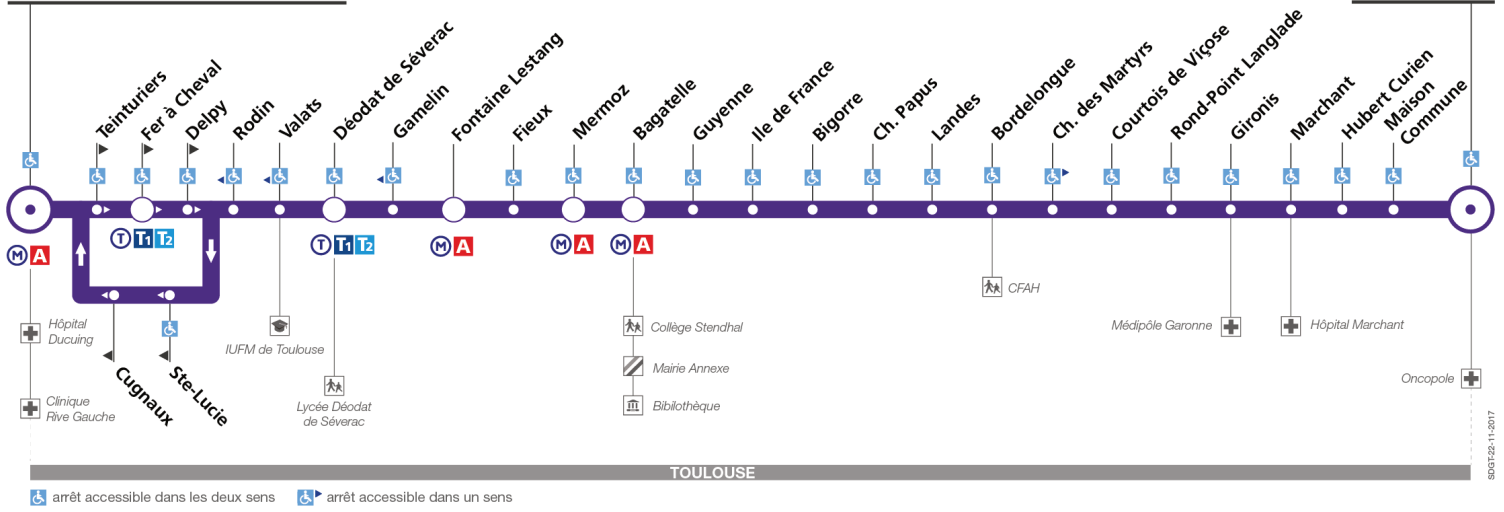 Teinturiers
Fer à Cheval
Delpy
Rodin
Valats
Déodat de Séverac
Gamelin
Fontaine Lestang
Fieux
Mermoz
Bagatelle
Guyenne
Ile de France
Bigorre
Ch. Papus
Landes
Bordelongue
Ch. des Martyrs
Courtois de Viçose
Rond-Point Langlade
Gironis
Marchant
Hubert Curien
Maison
Commune
M A
T T1 T2
T T1 T2
M A
M A
M A
Cugnaux
Ste-Lucie
Hôpital
Ducuing
Clinique
Rive Gauche
IUFM de Toulouse
Lycée Déodat
de Séverac
Collège Stendhal
Mairie Annexe
Bibilothèque
CFAH
Médipôle Garonne
Hôpital Marchant
Oncopole
TOULOUSE
arrêt accessible dans les deux sens
arrêt accessible dans un sens
SDGT-22-11-2017